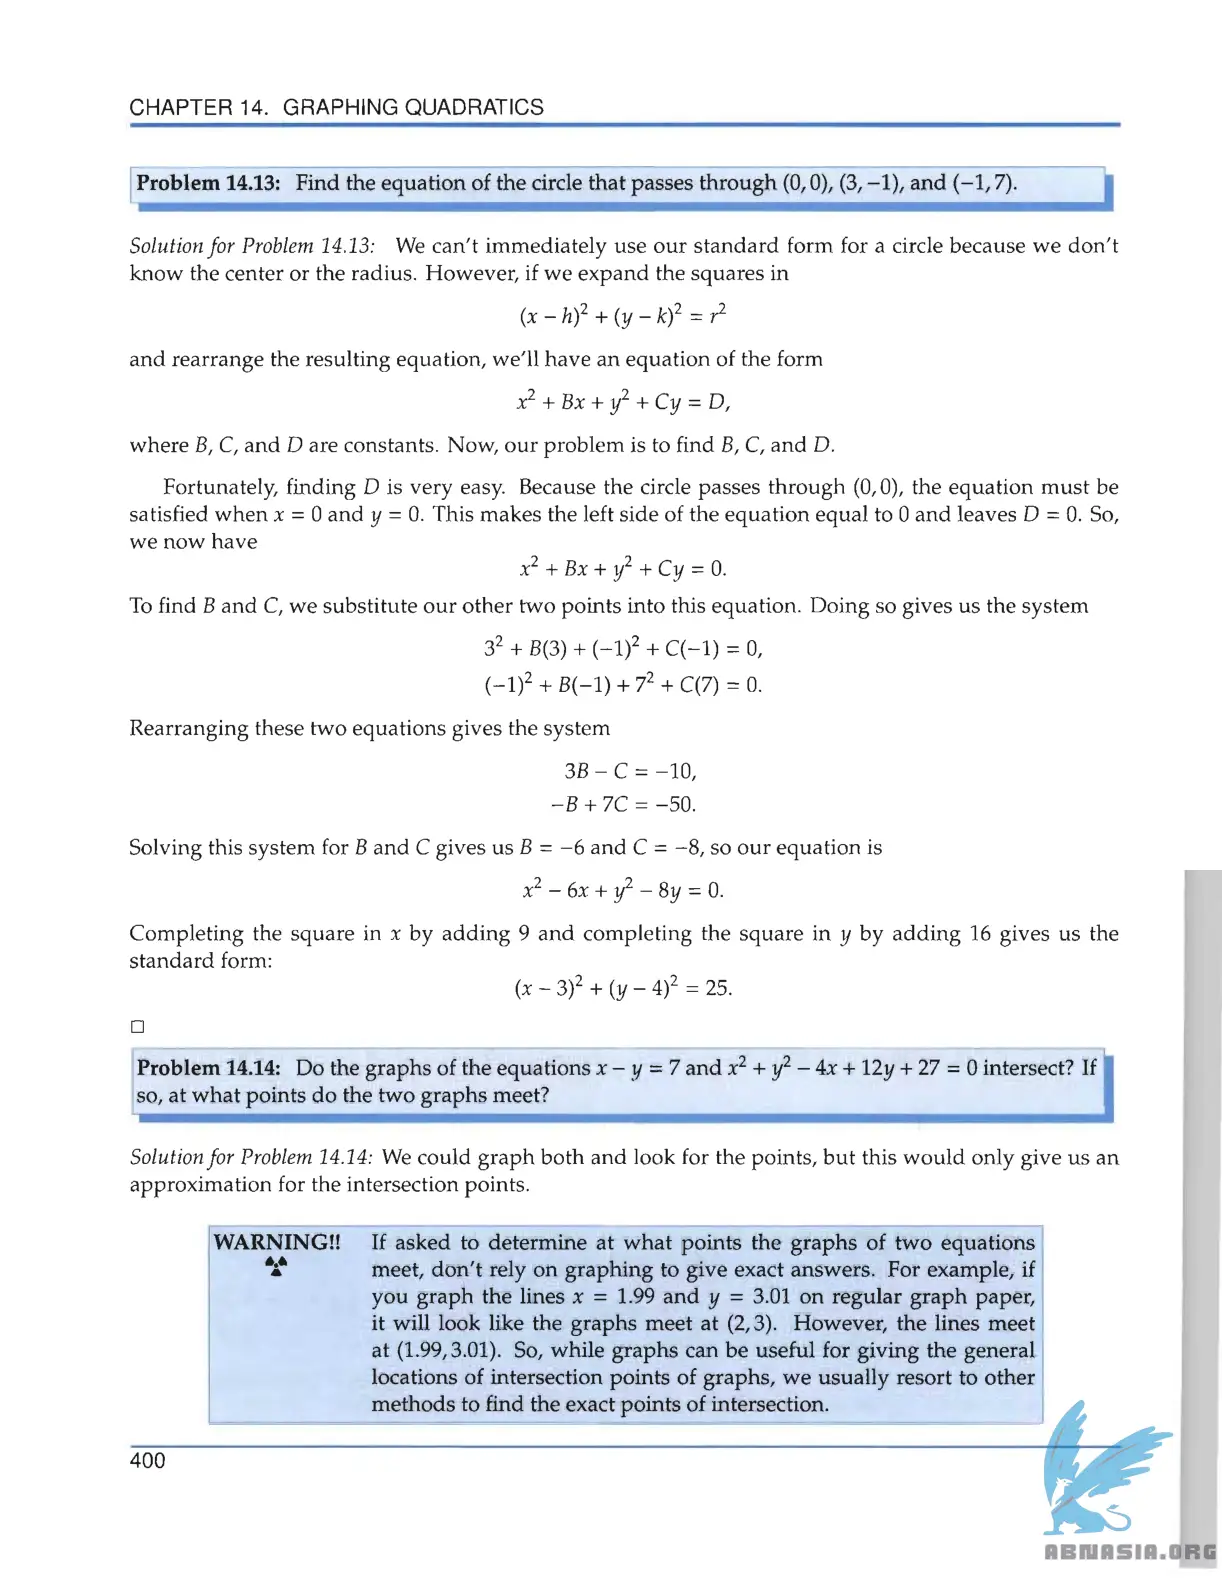 CHAPTER 14. GRAPHING QUADRATICS
Problem 14.13: Find the equation of the circle that passes through (0,0), (3, −1), and (−1,7).
Solution for Problem 14.13: We can't immediately use our standard form for a circle because we don't
know the center or the radius. However, if we expand the squares in
(x − h)² + (y − k)² = r²
and rearrange the resulting equation, we'll have an equation of the form
x² + Bx + y² + Cy = D,
where B, C, and D are constants. Now, our problem is to find B, C, and D.
Fortunately, finding D is very easy. Because the circle passes through (0,0), the equation must be
satisfied when x = 0 and y = 0. This makes the left side of the equation equal to 0 and leaves D = 0. So,
we now have
x² + Bx + y² + Cy = 0.
To find B and C, we substitute our other two points into this equation. Doing so gives us the system
3² + B(3) + (−1)² + C(−1) = 0,
(−1)² + B(−1) + 7² + C(7) = 0.
Rearranging these two equations gives the system
3B − C = −10,
−B + 7C = −50.
Solving this system for B and C gives us B = −6 and C = −8, so our equation is
x² − 6x + y² − 8y = 0.
Completing the square in x by adding 9 and completing the square in y by adding 16 gives us the
standard form:
(x − 3)² + (y − 4)² = 25.
□
Problem 14.14: Do the graphs of the equations x − y = 7 and x² + y² − 4x + 12y + 27 = 0 intersect? If
so, at what points do the two graphs meet?
Solution for Problem 14.14: We could graph both and look for the points, but this would only give us an
approximation for the intersection points.
WARNING!! If asked to determine at what points the graphs of two equations
meet, don't rely on graphing to give exact answers. For example, if
you graph the lines x = 1.99 and y = 3.01 on regular graph paper,
it will look like the graphs meet at (2,3). However, the lines meet
at (1.99,3.01). So, while graphs can be useful for giving the general
locations of intersection points of graphs, we usually resort to other
methods to find the exact points of intersection.
400
ABNASIA.ORG